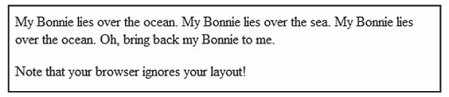 My Bonnie lies over the ocean. My Bonnie lies over the sea. My Bonnie lies
over the ocean. Oh, bring back my Bonnie to me.
Note that your browser ignores your layout!